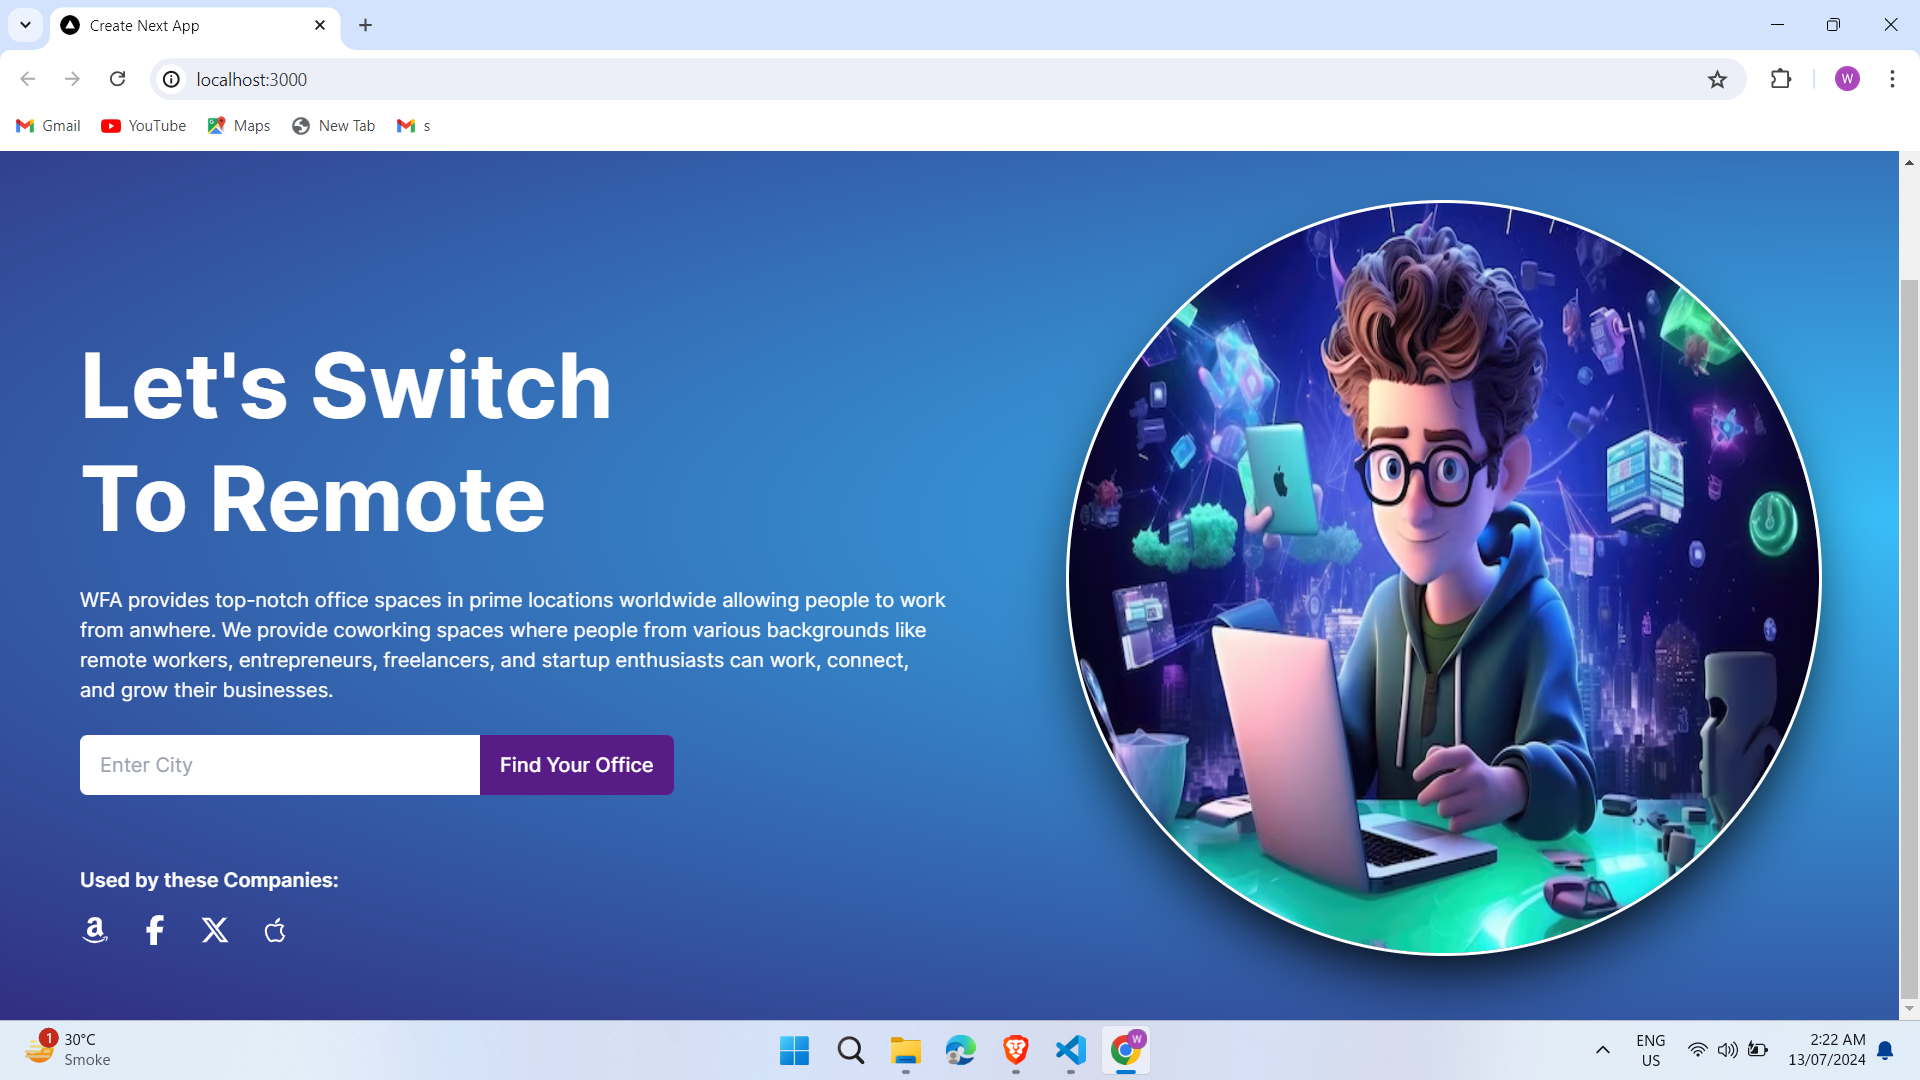 Create Next App
localhost:3000
W
Gmail
YouTube
Maps
New Tab
s
Let's Switch
To Remote
WFA provides top-notch office spaces in prime locations worldwide allowing people to work
from anwhere. We provide coworking spaces where people from various backgrounds like
remote workers, entrepreneurs, freelancers, and startup enthusiasts can work, connect,
and grow their businesses.
Enter City
Find Your Office
Used by these Companies:
1
30°C
Smoke
W
ENG
US
2:22 AM
13/07/2024